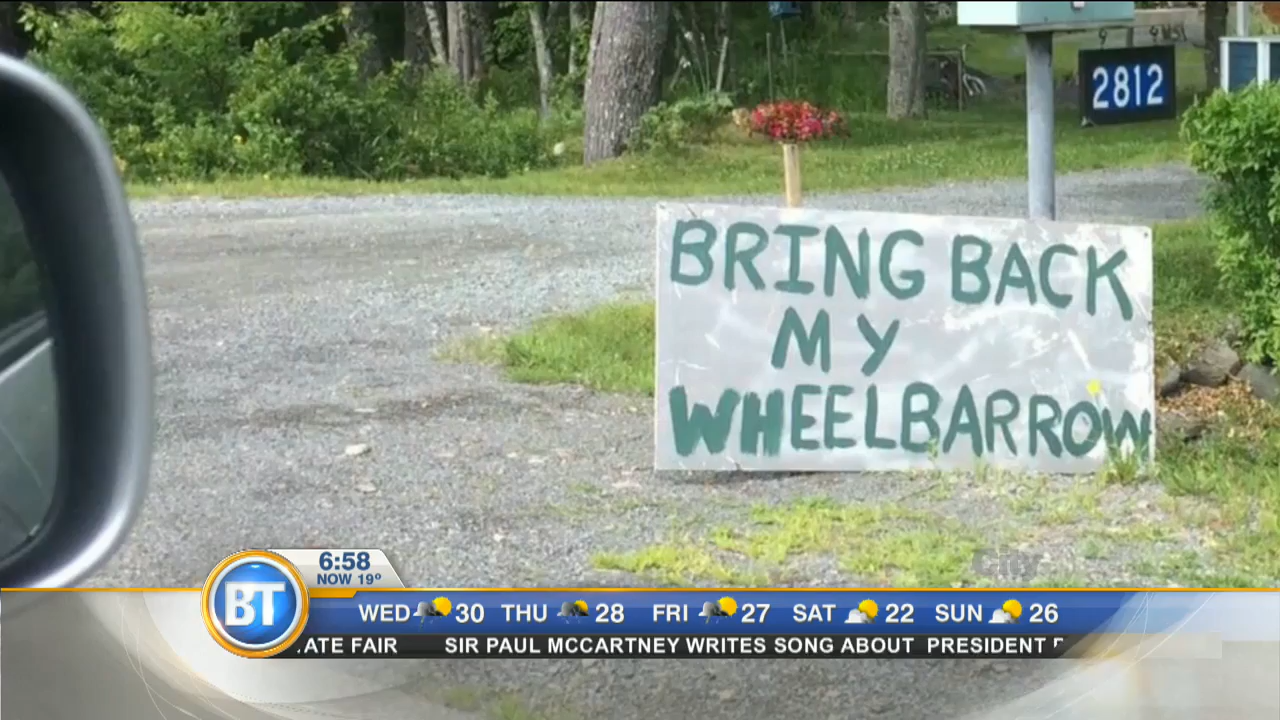 2812
BRING BACK
MY
WHEELBARROW
City
6:58
NOW 19°
BT
WED 30 THU 28 FRI 27 SAT 22 SUN 26
ATE FAIR SIR PAUL MCCARTNEY WRITES SONG ABOUT PRESIDENT